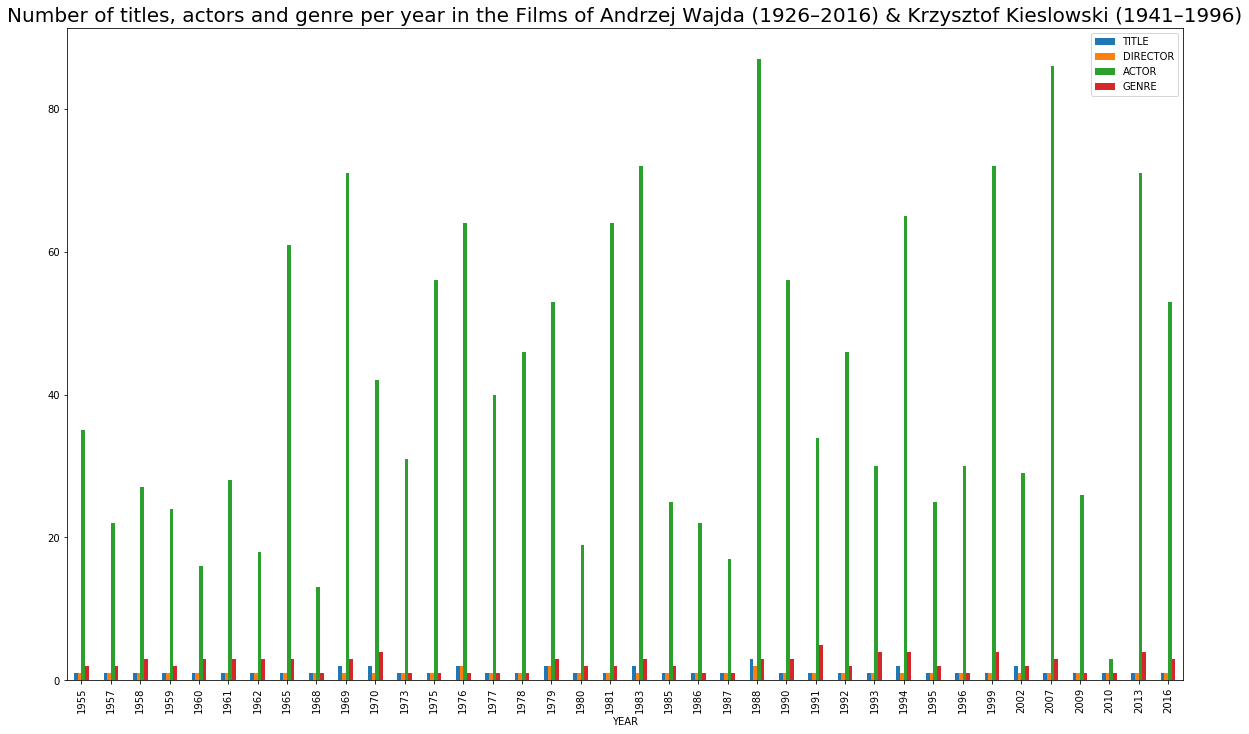 Number of titles, actors and genre per year in the Films of Andrzej Wajda (1926–2016) & Krzysztof Kieslowski (1941–1996)
TITLE
DIRECTOR
ACTOR
GENRE
80
60
40
20
0
1955 1957 1958 1959 1960 1961 1962 1965 1968 1969 1970 1973 1975 1976 1977 1978 1979 1980 1981 1983 1985 1986 1987 1988 1990 1991 1992 1993 1994 1995 1996 1999 2002 2007 2009 2010 2013 2016
YEAR